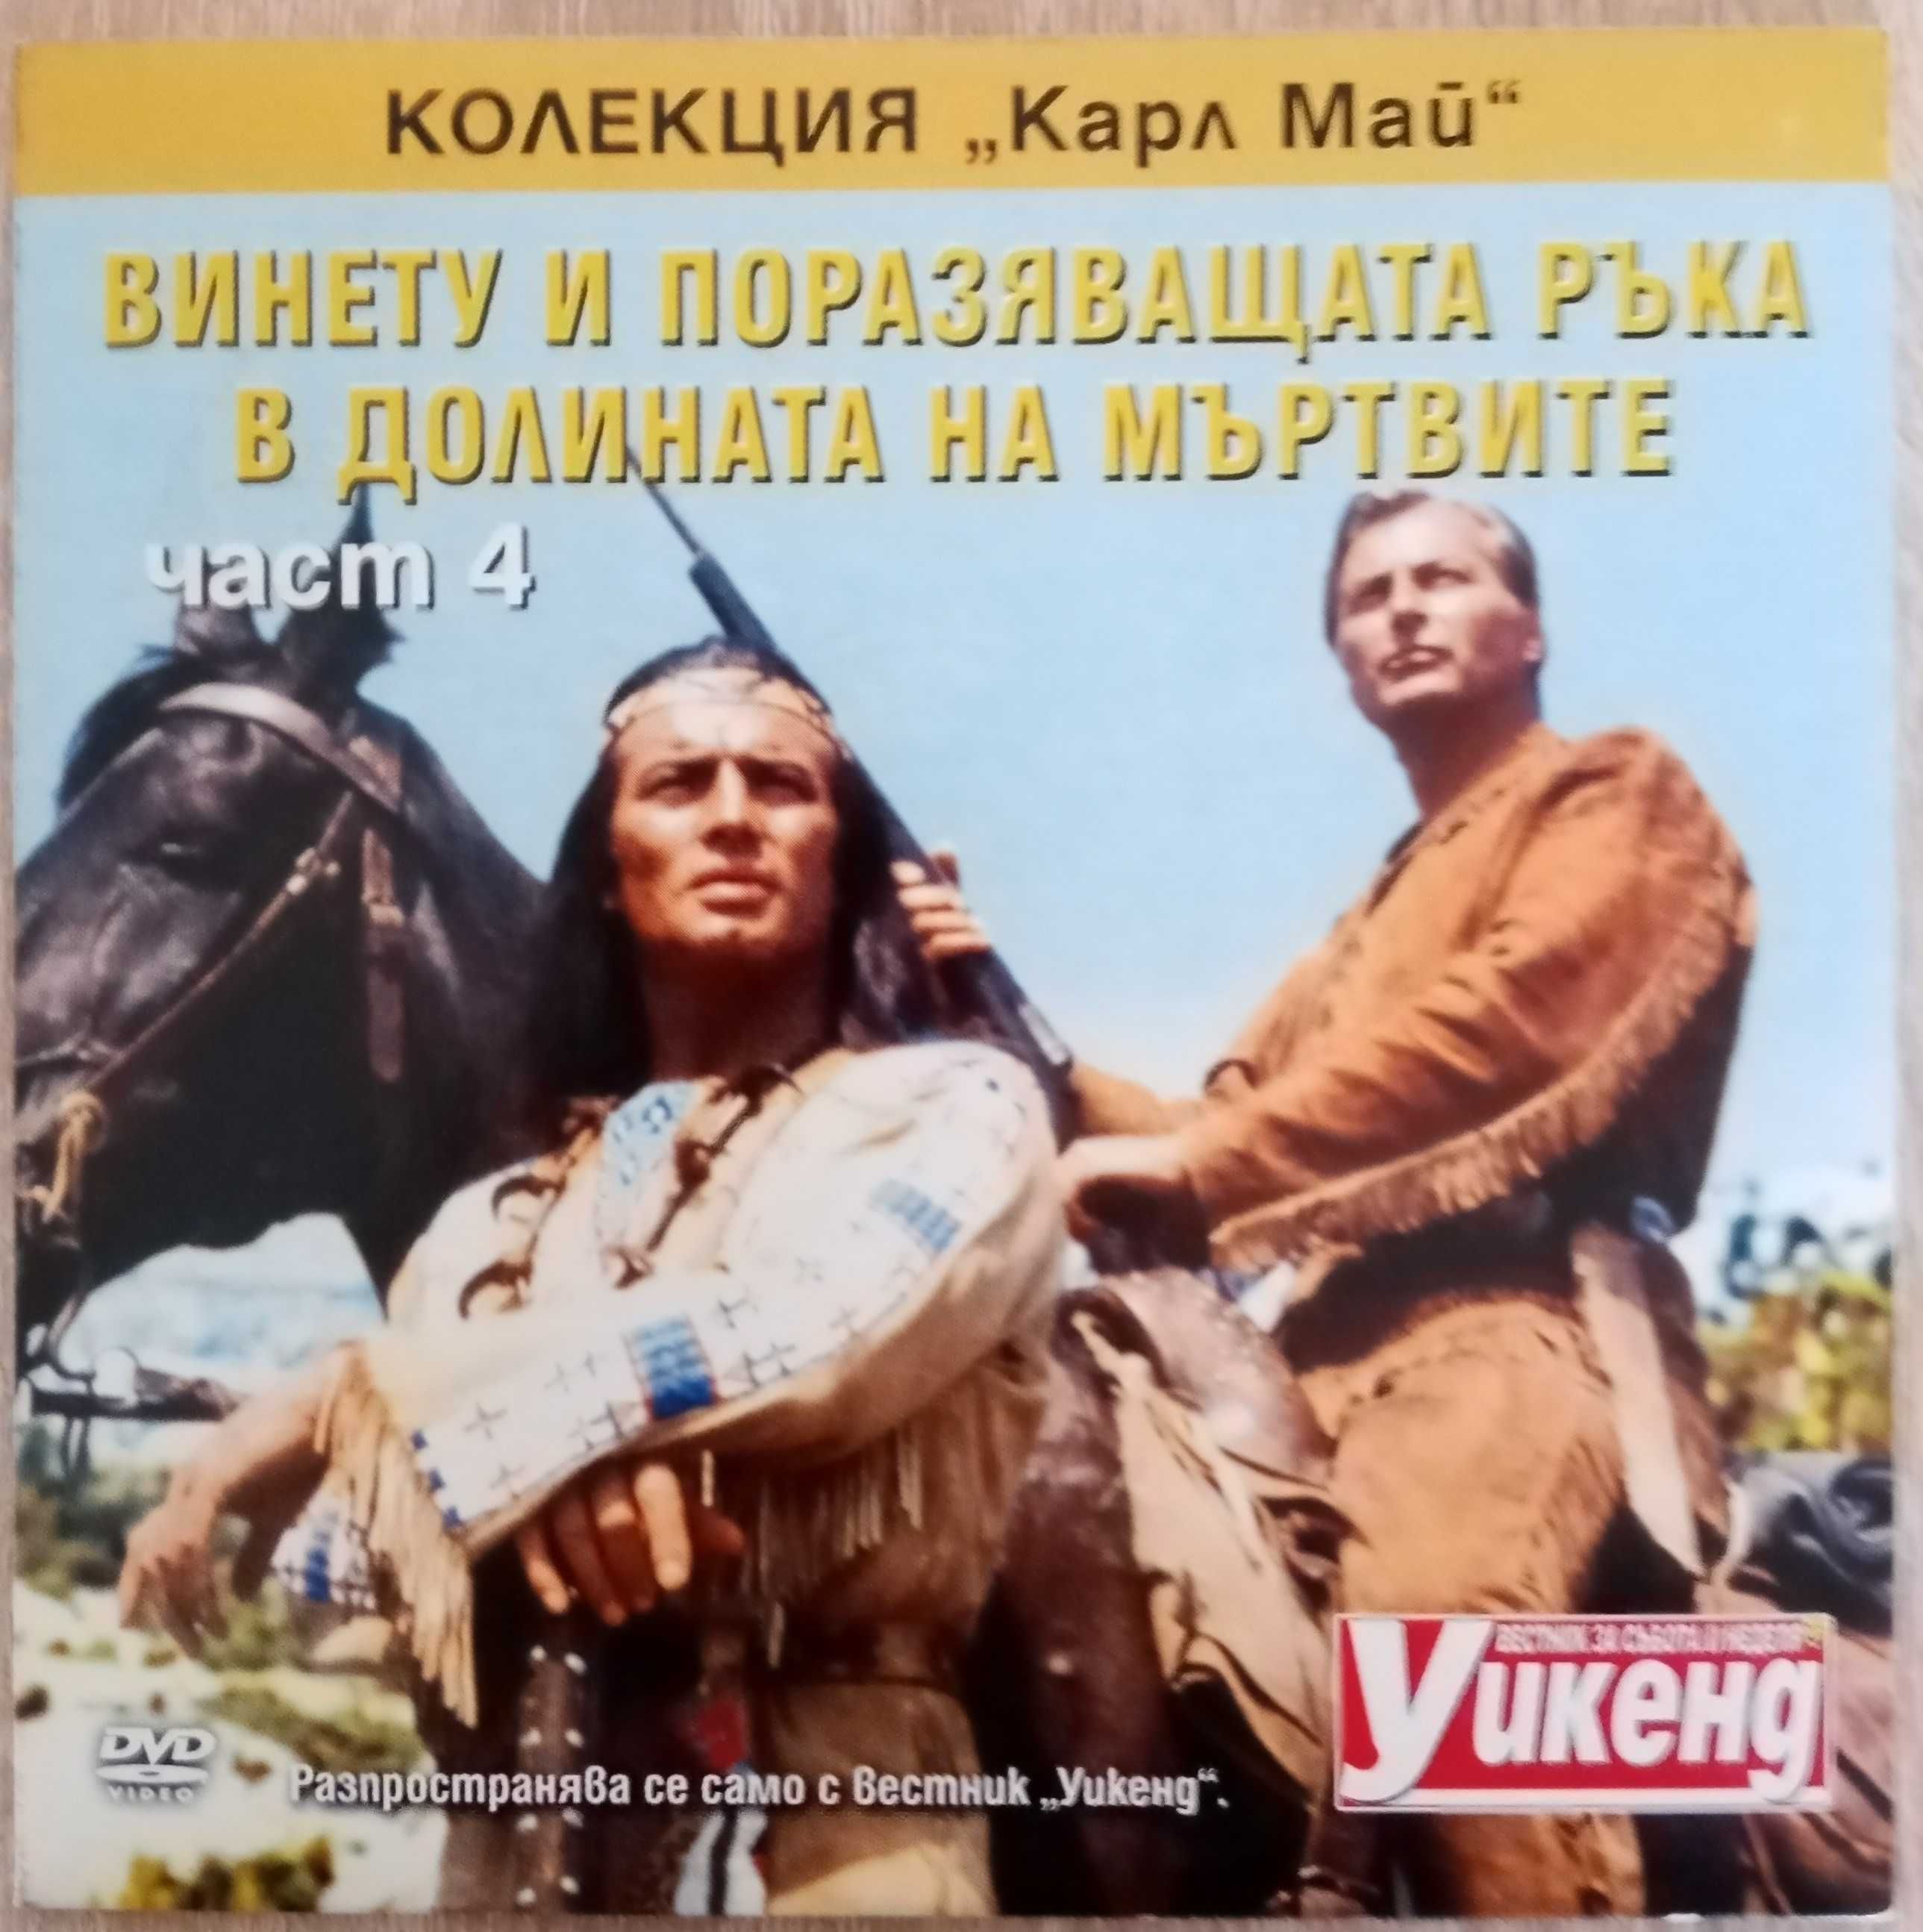 КОЛЕКЦИЯ „Карл Май“
ВИНЕТУ И ПОРАЗЯВАЩАТА РЪКА
В ДОЛИНАТА НА МЪРТВИТЕ
част 4
ВЕСТНИК ЗА СЪБОТА И НЕДЕЛЯ
Уикенд
DVD
VIDEO
Разпространява се само с вестник „Уикенд“.